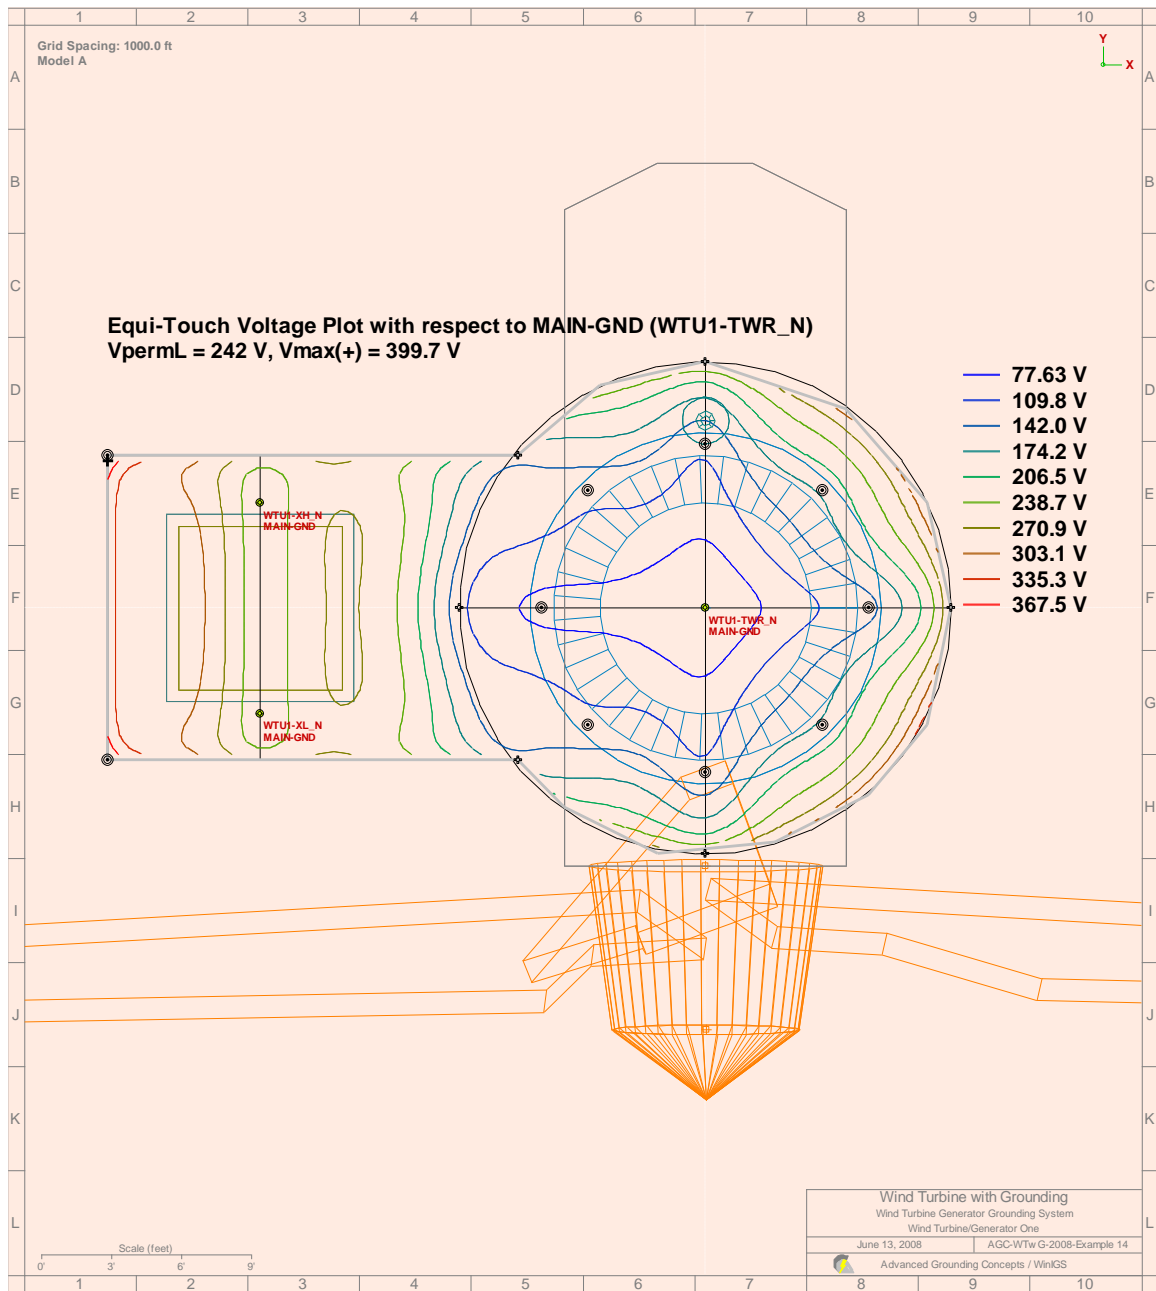 1 2 3 4 5 6 7 8 9 10
Grid Spacing: 1000.0 ft
Model A
Y
X
A A
B B
C C
Equi-Touch Voltage Plot with respect to MAIN-GND (WTU1-TWR_N)
VpermL = 242 V, Vmax(+) = 399.7 V
D D
77.63 V
109.8 V
142.0 V
174.2 V
206.5 V
238.7 V
270.9 V
303.1 V
335.3 V
367.5 V
E E
WTU1-XH_N
MAIN-GND
F F
WTU1-TWR_N
MAIN-GND
G G
WTU1-XL_N
MAIN-GND
H H
I I
J J
K K
L L
Wind Turbine with Grounding
Wind Turbine Generator Grounding System
Wind Turbine/Generator One
June 13, 2008 AGC-WTwG-2008-Example 14
Advanced Grounding Concepts / WinIGS
Scale (feet)
0' 3' 6' 9'
1 2 3 4 5 6 7 8 9 10